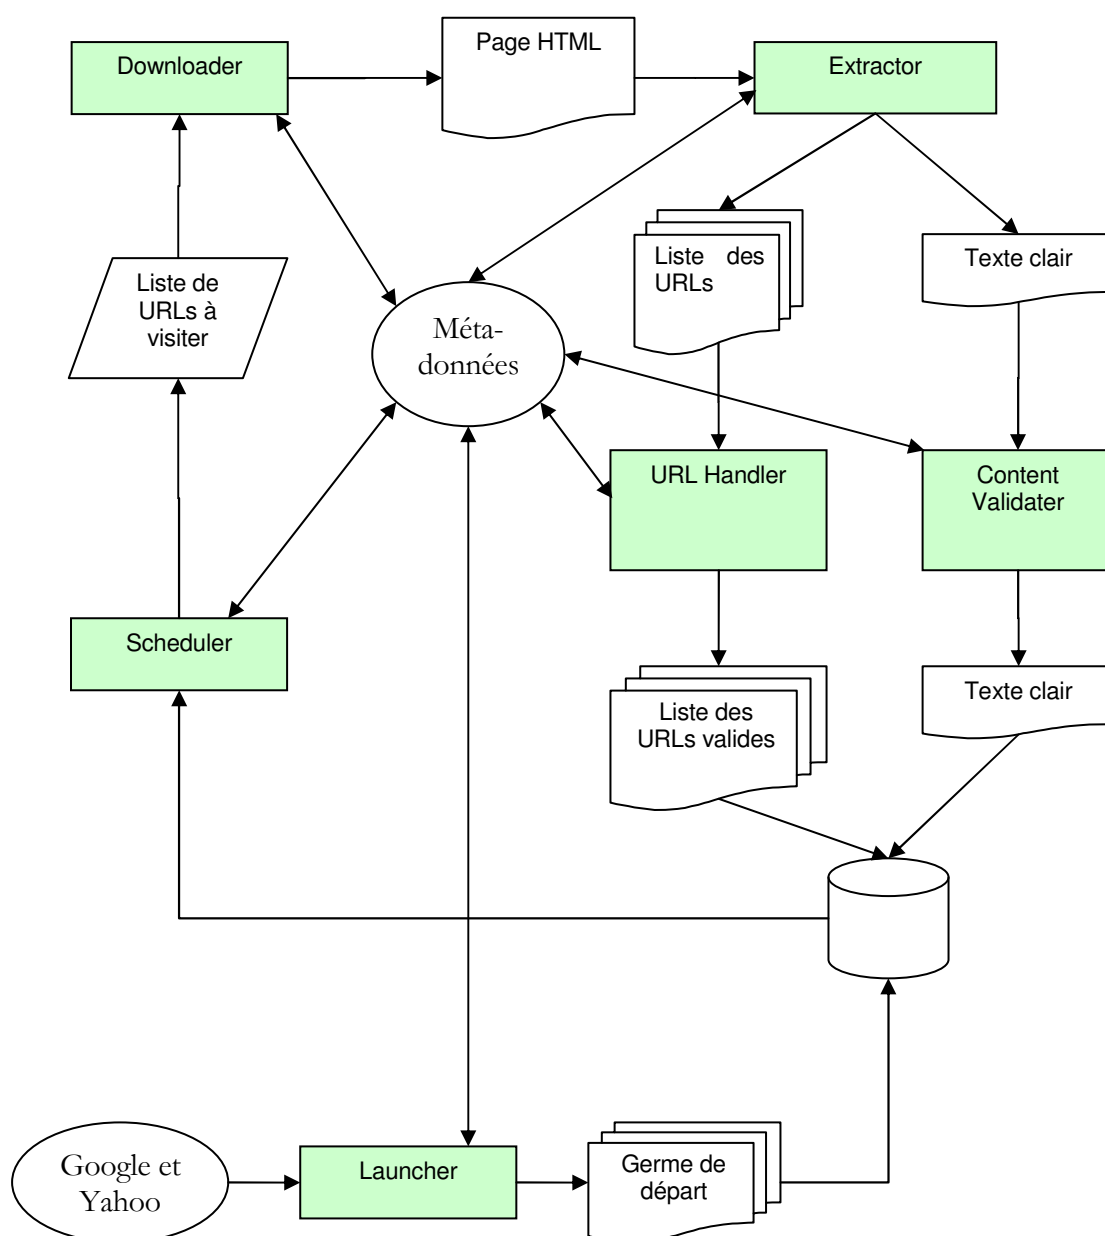 Downloader
Page HTML
Extractor
Liste de
URLs à
visiter
Liste des
URLs
Texte clair
Méta-
données
URL Handler
Content
Validater
Scheduler
Liste des
URLs valides
Texte clair
Google et
Yahoo
Launcher
Germe de
départ